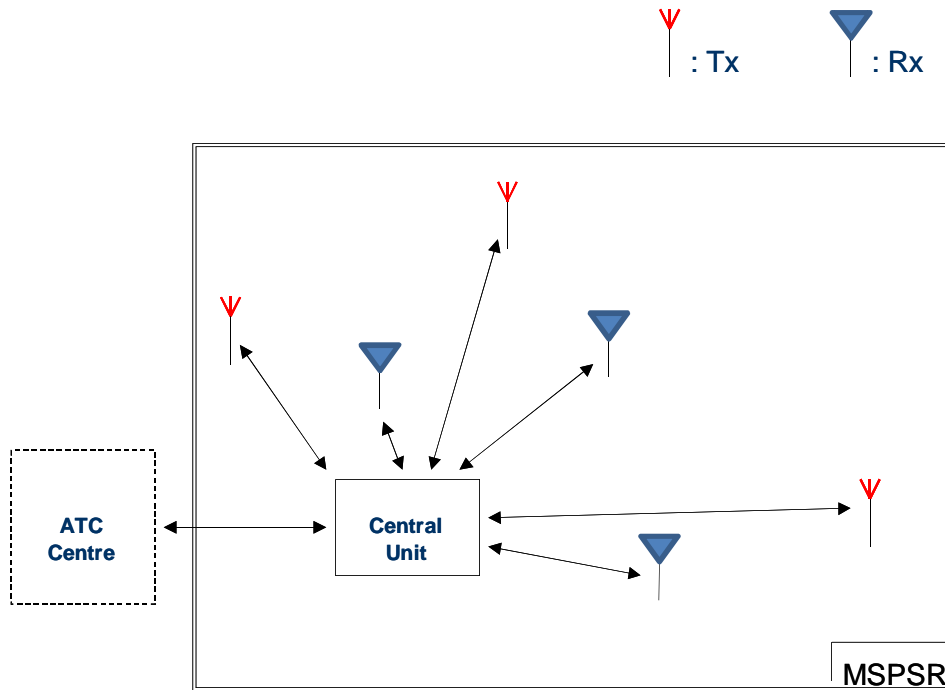 : Tx
: Rx
ATC
Centre
Central
Unit
MSPSR